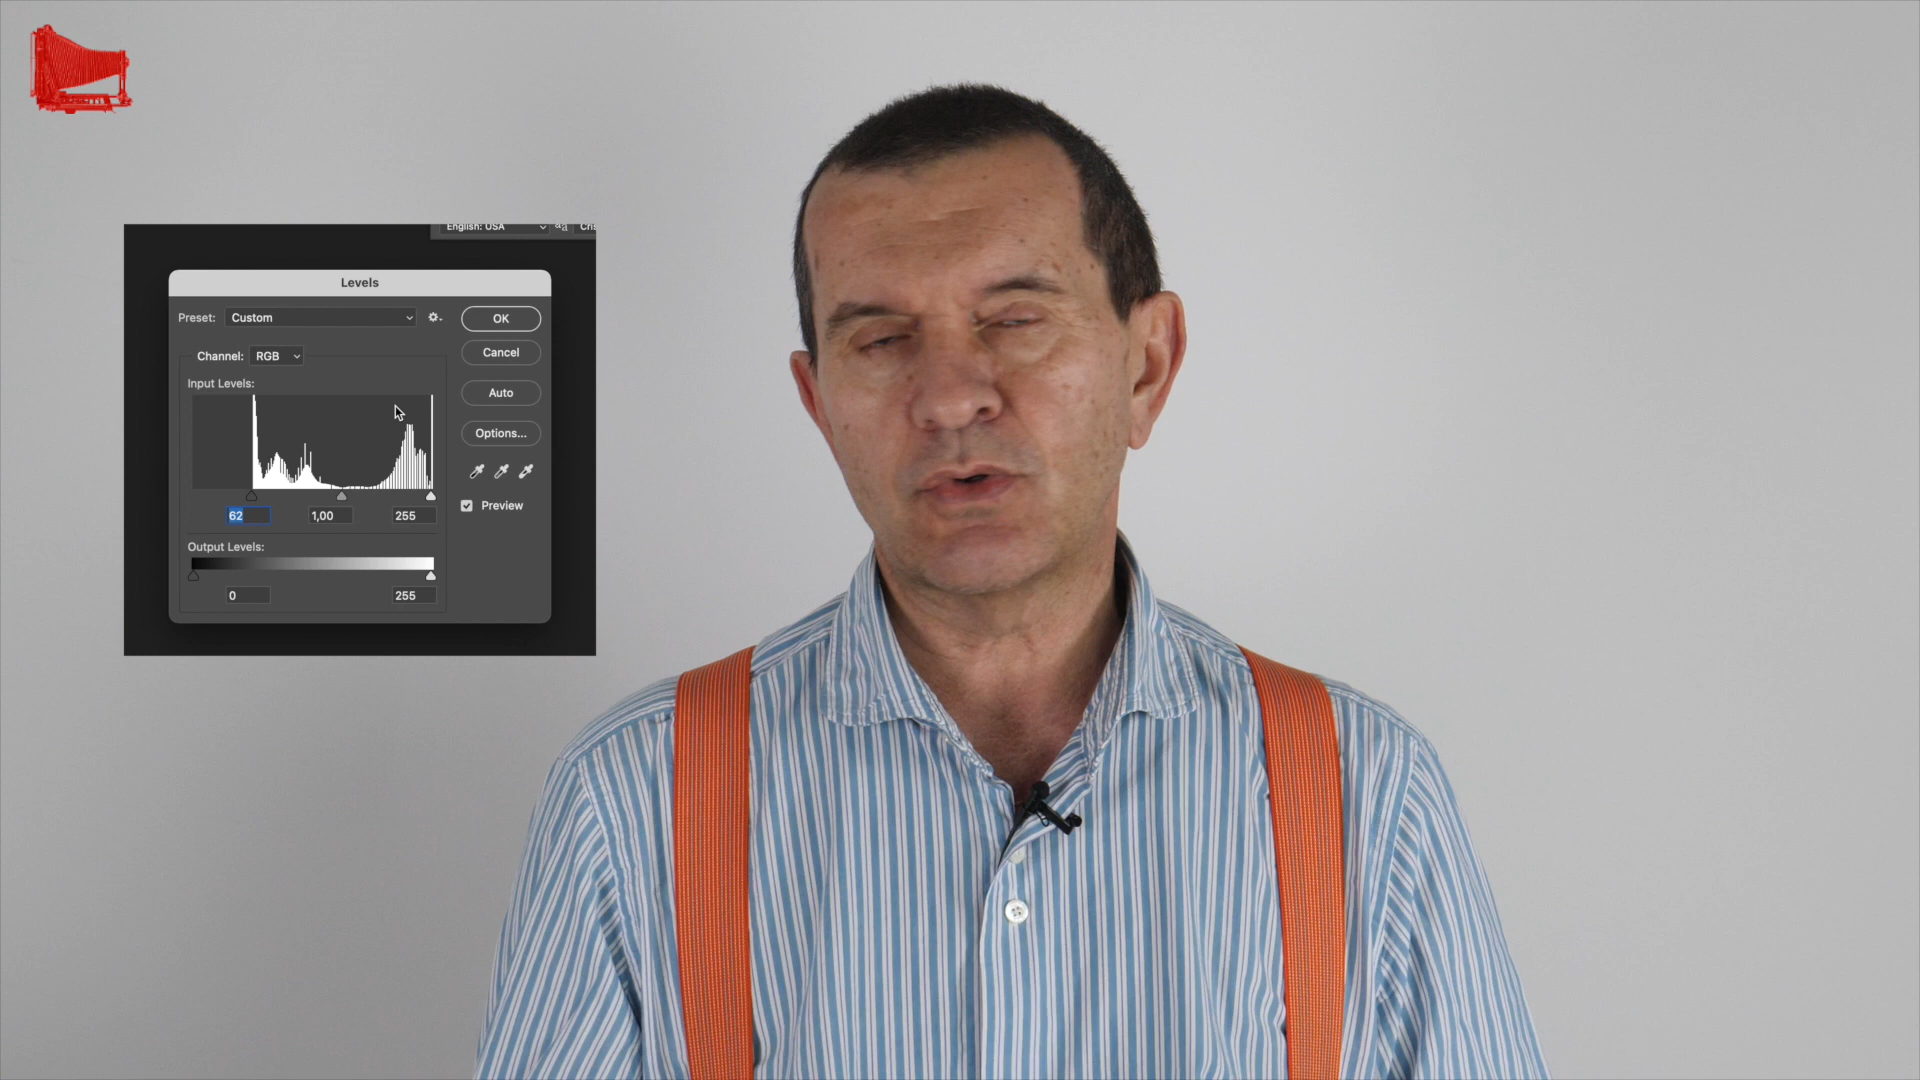 English: USA
Levels
Preset: Custom
OK
Cancel
Channel: RGB
Auto
Input Levels:
Options...
62 1,00 255
Preview
Output Levels:
0 255